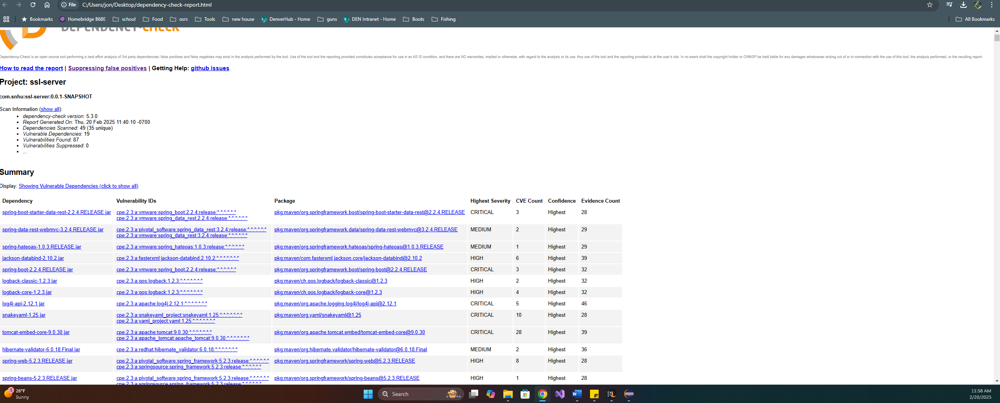 File C:/Users/jon/Desktop/dependency-check-report.html
Bookmarks Homebridge B68E school Food osrs Tools new house DenverHub - Home guns DEN Intranet - Home Boots Fishing All Bookmarks
DEPENDENCY-CHECK
Dependency-Check is an open source tool performing a best effort analysis of 3rd party dependencies; false positives and false negatives may exist in the analysis performed by the tool. Use of the tool and the reporting provided constitutes acceptance for use in an AS IS condition, and there are NO warranties, implied or otherwise, with regard to the analysis or its use. Any use of the tool and the reporting provided is at the user's risk. In no event shall the copyright holder or OWASP be held liable for any damages whatsoever arising out of or in connection with the use of this tool, the analysis performed, or the resulting report.
How to read the report | Suppressing false positives | Getting Help: github issues
Project: ssl-server
com.snhu:ssl-server:0.0.1-SNAPSHOT
Scan Information (show all):
• dependency-check version: 5.3.0
• Report Generated On: Thu, 20 Feb 2025 11:40:10 -0700
• Dependencies Scanned: 49 (35 unique)
• Vulnerable Dependencies: 19
• Vulnerabilities Found: 87
• Vulnerabilities Suppressed: 0
• ...
Summary
Display: Showing Vulnerable Dependencies (click to show all)
Dependency Vulnerability IDs Package Highest Severity CVE Count Confidence Evidence Count
spring-boot-starter-data-rest-2.2.4.RELEASE.jar cpe:2.3:a:vmware:spring_boot:2.2.4:release:*:*:*:*:*:* pkg:maven/org.springframework.boot/spring-boot-starter-data-rest@2.2.4.RELEASE CRITICAL 3 Highest 28
cpe:2.3:a:vmware:spring_data_rest:2.2.4:release:*:*:*:*:*:*
spring-data-rest-webmvc-3.2.4.RELEASE.jar cpe:2.3:a:pivotal_software:spring_data_rest:3.2.4:release:*:*:*:*:*:* pkg:maven/org.springframework.data/spring-data-rest-webmvc@3.2.4.RELEASE MEDIUM 2 Highest 29
cpe:2.3:a:vmware:spring_data_rest:3.2.4:release:*:*:*:*:*:*
spring-hateoas-1.0.3.RELEASE.jar cpe:2.3:a:vmware:spring_hateoas:1.0.3:release:*:*:*:*:*:* pkg:maven/org.springframework.hateoas/spring-hateoas@1.0.3.RELEASE MEDIUM 1 Highest 29
jackson-databind-2.10.2.jar cpe:2.3:a:fasterxml:jackson-databind:2.10.2:*:*:*:*:*:*:* pkg:maven/com.fasterxml.jackson.core/jackson-databind@2.10.2 HIGH 6 Highest 39
spring-boot-2.2.4.RELEASE.jar cpe:2.3:a:vmware:spring_boot:2.2.4:release:*:*:*:*:*:* pkg:maven/org.springframework.boot/spring-boot@2.2.4.RELEASE CRITICAL 3 Highest 32
logback-classic-1.2.3.jar cpe:2.3:a:qos:logback:1.2.3:*:*:*:*:*:*:* pkg:maven/ch.qos.logback/logback-classic@1.2.3 HIGH 2 Highest 32
logback-core-1.2.3.jar cpe:2.3:a:qos:logback:1.2.3:*:*:*:*:*:*:* pkg:maven/ch.qos.logback/logback-core@1.2.3 HIGH 4 Highest 32
log4j-api-2.12.1.jar cpe:2.3:a:apache:log4j:2.12.1:*:*:*:*:*:*:* pkg:maven/org.apache.logging.log4j/log4j-api@2.12.1 CRITICAL 5 Highest 46
snakeyaml-1.25.jar cpe:2.3:a:snakeyaml_project:snakeyaml:1.25:*:*:*:*:*:*:* pkg:maven/org.yaml/snakeyaml@1.25 CRITICAL 10 Highest 28
cpe:2.3:a:yaml_project:yaml:1.25:*:*:*:*:*:*:*
tomcat-embed-core-9.0.30.jar cpe:2.3:a:apache:tomcat:9.0.30:*:*:*:*:*:*:* pkg:maven/org.apache.tomcat.embed/tomcat-embed-core@9.0.30 CRITICAL 28 Highest 39
cpe:2.3:a:apache_tomcat:apache_tomcat:9.0.30:*:*:*:*:*:*:*
hibernate-validator-6.0.18.Final.jar cpe:2.3:a:redhat:hibernate_validator:6.0.18:*:*:*:*:*:*:* pkg:maven/org.hibernate.validator/hibernate-validator@6.0.18.Final MEDIUM 2 Highest 36
spring-web-5.2.3.RELEASE.jar cpe:2.3:a:pivotal_software:spring_framework:5.2.3:release:*:*:*:*:*:* pkg:maven/org.springframework/spring-web@5.2.3.RELEASE HIGH 8 Highest 28
cpe:2.3:a:springsource:spring_framework:5.2.3:release:*:*:*:*:*:*
spring-beans-5.2.3.RELEASE.jar cpe:2.3:a:pivotal_software:spring_framework:5.2.3:release:*:*:*:*:*:* pkg:maven/org.springframework/spring-beans@5.2.3.RELEASE HIGH 1 Highest 28
cpe:2.3:a:springsource:spring_framework:5.2.3:release:*:*:*:*:*:*
5 26°F
Sunny
Search
11:58 AM
2/20/2025